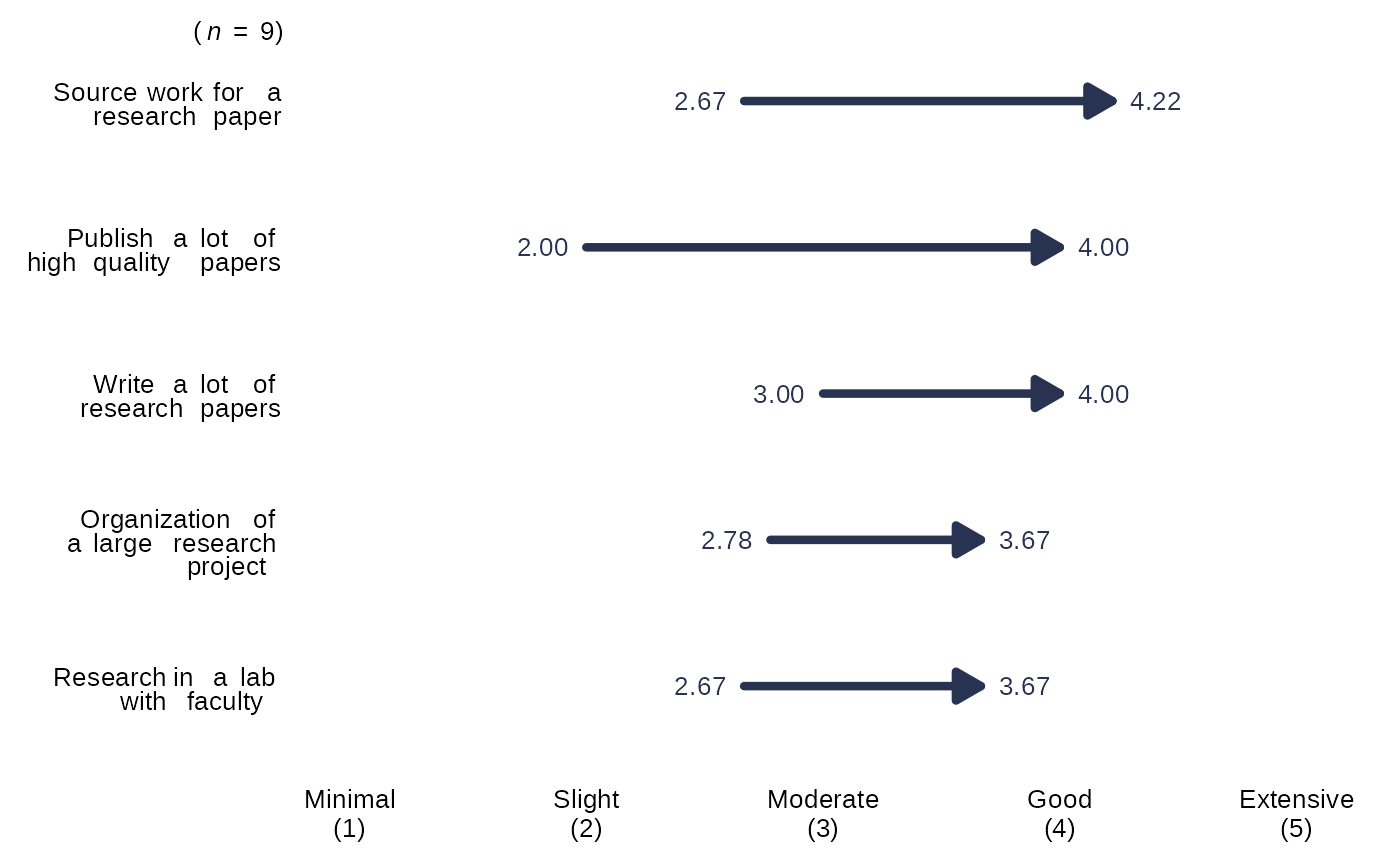 (n = 9)
Source work for a
research paper
2.67
4.22
Publish a lot of
high quality papers
2.00
4.00
Write a lot of
research papers
3.00
4.00
Organization of
a large research
project
2.78
3.67
Research in a lab
with faculty
2.67
3.67
Minimal
(1)
Slight
(2)
Moderate
(3)
Good
(4)
Extensive
(5)